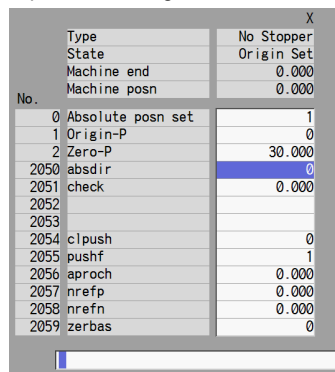 X
Type No Stopper
State Origin Set
Machine end 0.000
Machine posn 0.000
No.
0 Absolute posn set 1
1 Origin-P 0
2 Zero-P 30.000
2050 absdir 0
2051 check 0.000
2052
2053
2054 clpush 0
2055 pushf 1
2056 aproch 0.000
2057 nrefp 0.000
2058 nrefn 0.000
2059 zerbas 0